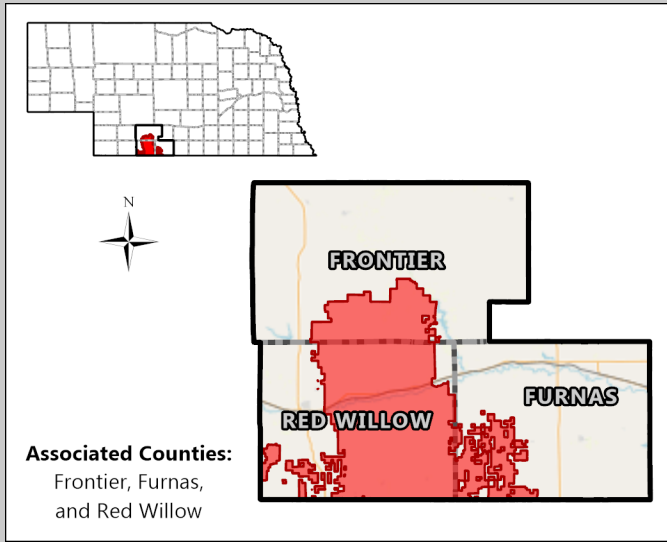 N
FRONTIER
FURNAS
RED WILLOW
Associated Counties:
Frontier, Furnas,
and Red Willow